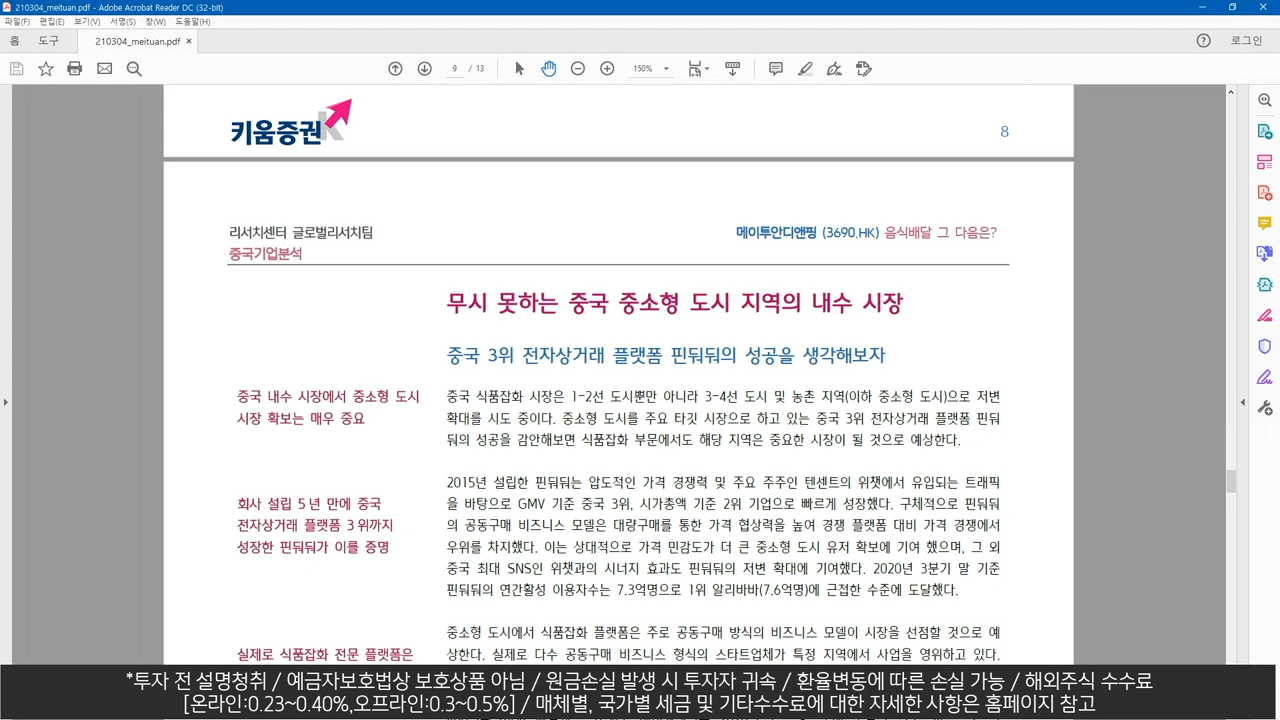 210304_meituan.pdf - Adobe Acrobat Reader DC (32-bit)
파일(F) 편집(E) 보기(V) 서명(S) 창(W) 도움말(H)
홈 도구 210304_meituan.pdf × 로그인
9 / 13 150%
키움증권 K
8
리서치센터 글로벌리서치팀
메이투안디앤핑 (3690.HK) 음식배달 그 다음은?
중국기업분석
무시 못하는 중국 중소형 도시 지역의 내수 시장
중국 3위 전자상거래 플랫폼 핀둬둬의 성공을 생각해보자
중국 내수 시장에서 중소형 도시
시장 확보는 매우 중요
중국 식품잡화 시장은 1-2선 도시뿐만 아니라 3-4선 도시 및 농촌 지역(이하 중소형 도시)으로 저변
확대를 시도 중이다. 중소형 도시를 주요 타깃 시장으로 하고 있는 중국 3위 전자상거래 플랫폼 핀둬
둬의 성공을 감안해보면 식품잡화 부문에서도 해당 지역은 중요한 시장이 될 것으로 예상한다.
회사 설립 5년 만에 중국
전자상거래 플랫폼 3위까지
성장한 핀둬둬가 이를 증명
2015년 설립한 핀둬둬는 압도적인 가격 경쟁력 및 주요 주주인 텐센트의 위챗에서 유입되는 트래픽
을 바탕으로 GMV 기준 중국 3위, 시가총액 기준 2위 기업으로 빠르게 성장했다. 구체적으로 핀둬둬
의 공동구매 비즈니스 모델은 대량구매를 통한 가격 협상력을 높여 경쟁 플랫폼 대비 가격 경쟁에서
우위를 차지했다. 이는 상대적으로 가격 민감도가 더 큰 중소형 도시 유저 확보에 기여 했으며, 그 외
중국 최대 SNS인 위챗과의 시너지 효과도 핀둬둬의 저변 확대에 기여했다. 2020년 3분기 말 기준
핀둬둬의 연간활성 이용자수는 7.3억명으로 1위 알리바바(7.6억명)에 근접한 수준에 도달했다.
실제로 식품잡화 전문 플랫폼은
중소형 도시에서 식품잡화 플랫폼은 주로 공동구매 방식의 비즈니스 모델이 시장을 선점할 것으로 예
상한다. 실제로 다수 공동구매 비즈니스 형식의 스타트업체가 특정 지역에서 사업을 영위하고 있다.
*투자 전 설명청취 / 예금자보호법상 보호상품 아님 / 원금손실 발생 시 투자자 귀속 / 환율변동에 따른 손실 가능 / 해외주식 수수료
[온라인:0.23~0.40%,오프라인:0.3~0.5%] / 매체별, 국가별 세금 및 기타수수료에 대한 자세한 사항은 홈페이지 참고